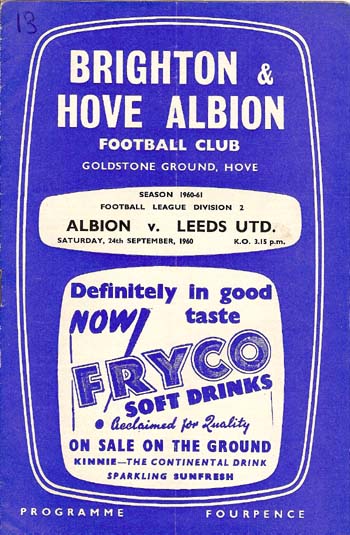 13
BRIGHTON &
HOVE ALBION
FOOTBALL CLUB
GOLDSTONE GROUND, HOVE
SEASON 1960-61
FOOTBALL LEAGUE DIVISION 2
ALBION v. LEEDS UTD.
SATURDAY, 24th SEPTEMBER, 1960 K.O. 3.15 p.m.
Definitely in good
NOW! taste
FRYCO
SOFT DRINKS
Acclaimed for Quality
ON SALE ON THE GROUND
KINNIE—THE CONTINENTAL DRINK
SPARKLING SUNFRESH
PROGRAMME FOURPENCE